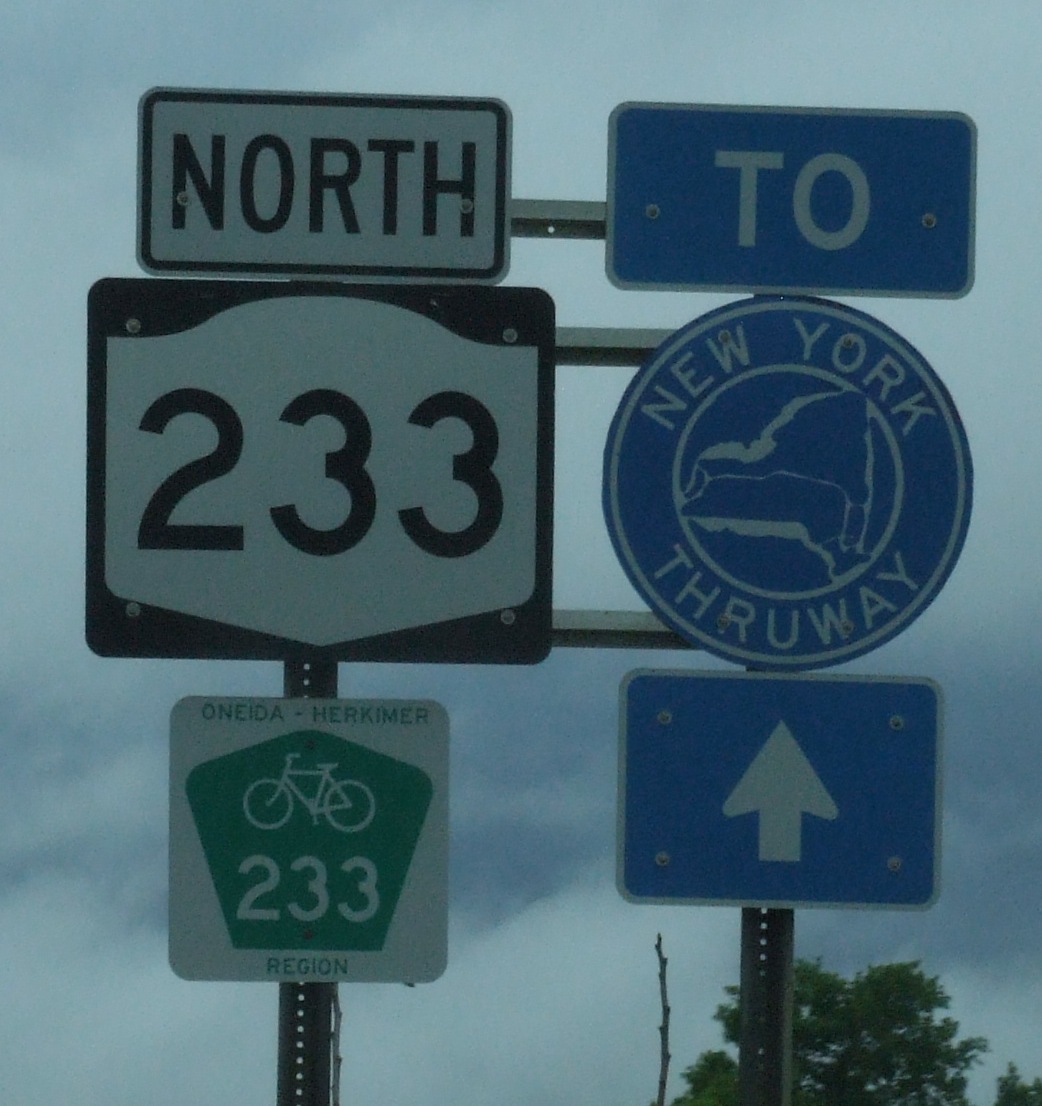 NORTH
233
ONEIDA - HERKIMER
233
REGION
TO
NEW YORK
THRUWAY